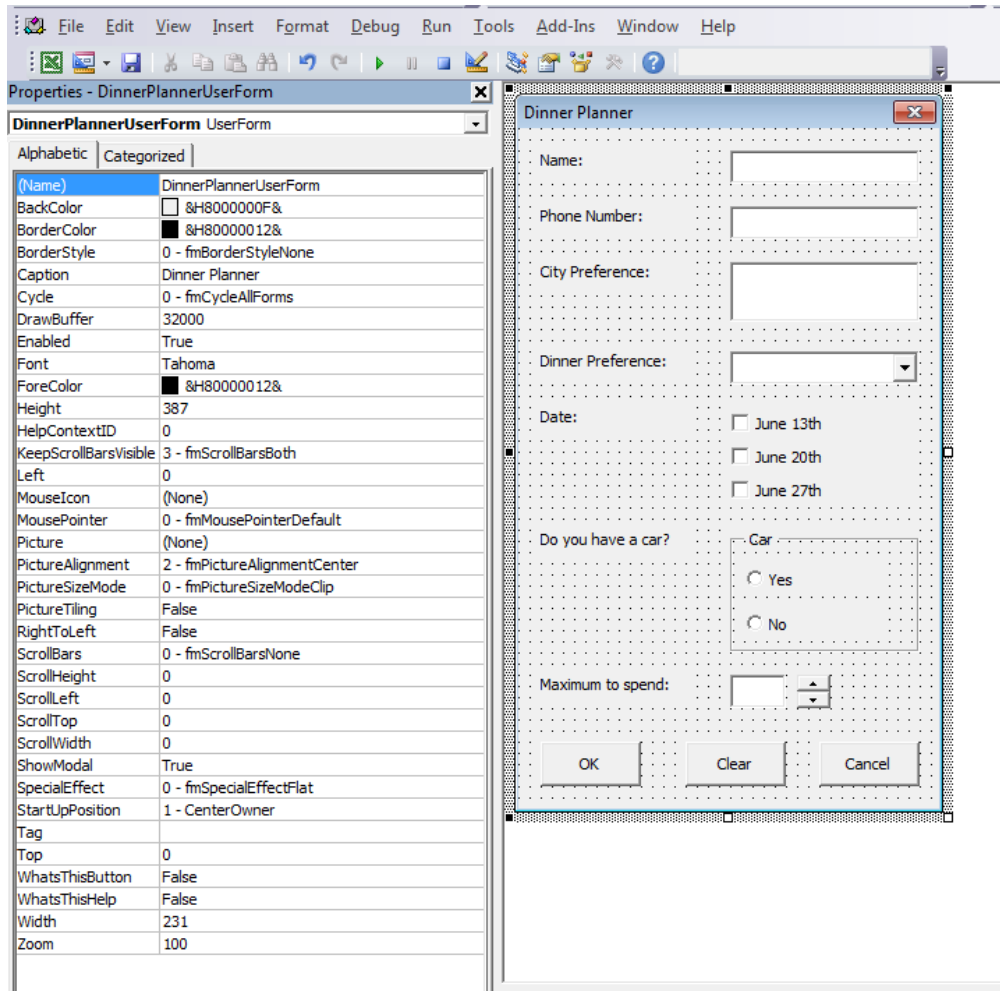 File Edit View Insert Format Debug Run Tools Add-Ins Window Help
Properties - DinnerPlannerUserForm
DinnerPlannerUserForm UserForm
Alphabetic Categorized
(Name) DinnerPlannerUserForm
BackColor &H8000000F&
BorderColor &H80000012&
BorderStyle 0 - fmBorderStyleNone
Caption Dinner Planner
Cycle 0 - fmCycleAllForms
DrawBuffer 32000
Enabled True
Font Tahoma
ForeColor &H80000012&
Height 387
HelpContextID 0
KeepScrollBarsVisible 3 - fmScrollBarsBoth
Left 0
MouseIcon (None)
MousePointer 0 - fmMousePointerDefault
Picture (None)
PictureAlignment 2 - fmPictureAlignmentCenter
PictureSizeMode 0 - fmPictureSizeModeClip
PictureTiling False
RightToLeft False
ScrollBars 0 - fmScrollBarsNone
ScrollHeight 0
ScrollLeft 0
ScrollTop 0
ScrollWidth 0
ShowModal True
SpecialEffect 0 - fmSpecialEffectFlat
StartUpPosition 1 - CenterOwner
Tag
Top 0
WhatsThisButton False
WhatsThisHelp False
Width 231
Zoom 100
Dinner Planner
Name:
Phone Number:
City Preference:
Dinner Preference:
Date:
June 13th
June 20th
June 27th
Do you have a car?
Car
Yes
No
Maximum to spend:
OK Clear Cancel